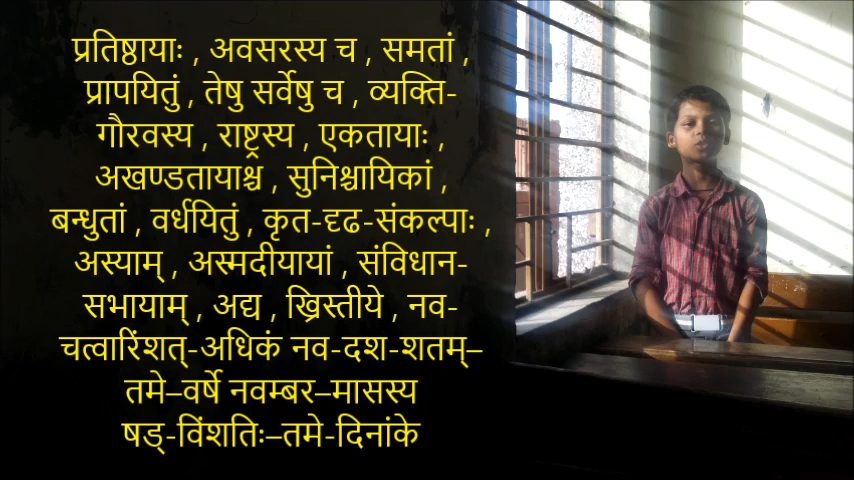 प्रतिष्ठायाः , अवसरस्य च , समतां ,
प्रापयितुं , तेषु सर्वेषु च , व्यक्ति-
गौरवस्य , राष्ट्रस्य , एकतायाः ,
अखण्डतायाश्च , सुनिश्चायिकां ,
बन्धुतां , वर्धयितुं , कृत-दृढ-संकल्पाः ,
अस्याम् , अस्मदीयायां , संविधान-
सभायाम् , अद्य , ख्रिस्तीये , नव-
चत्वारिंशत्-अधिकं नव-दश-शतम्–
तमे–वर्षे नवम्बर–मासस्य
षड्-विंशतिः–तमे-दिनांके